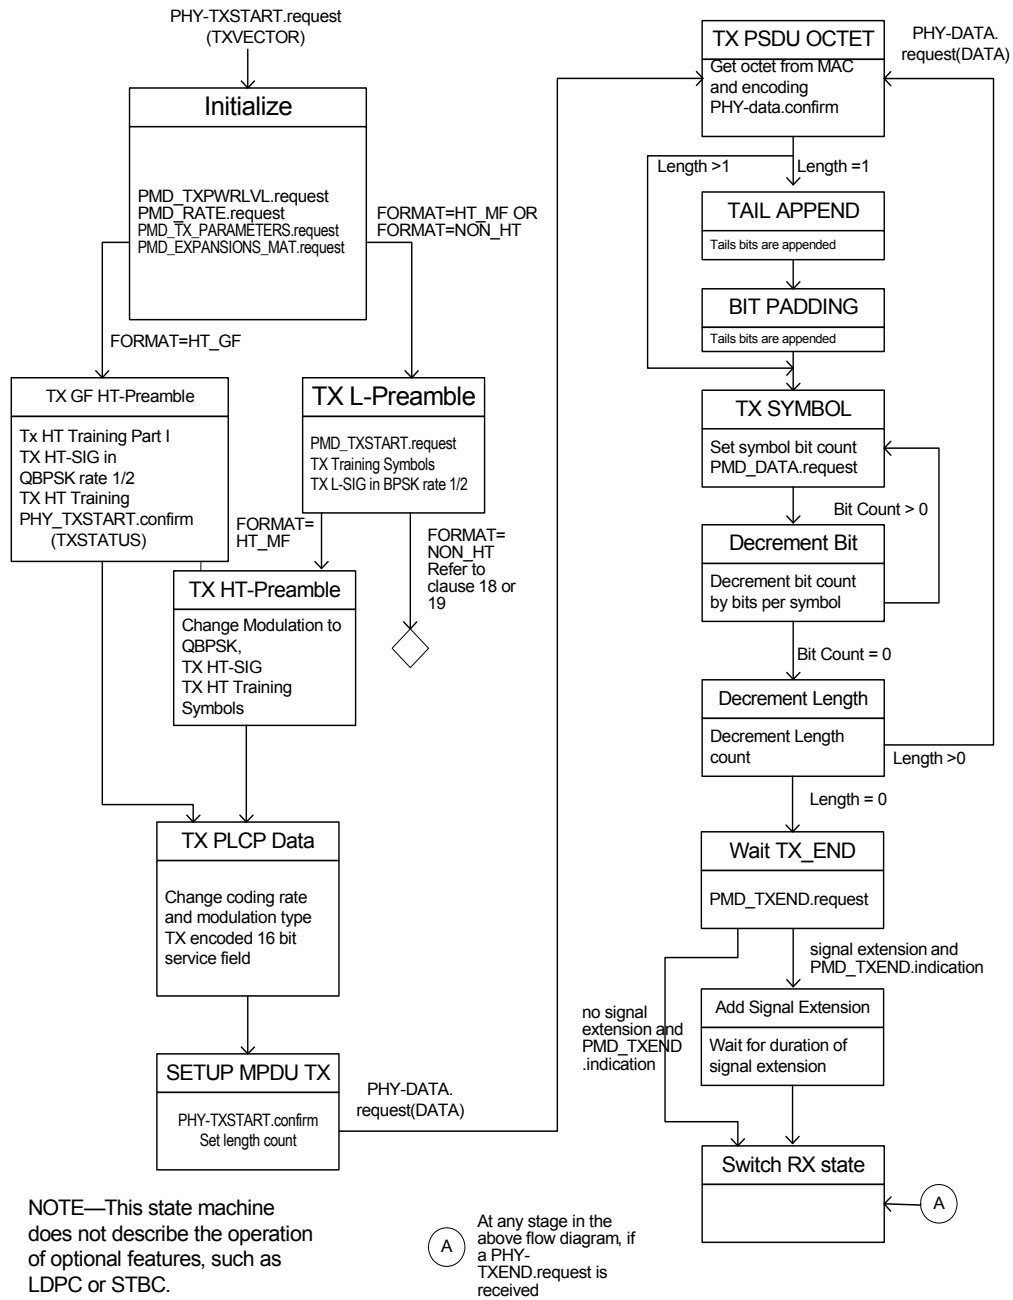 PHY-TXSTART.request
(TXVECTOR)
Initialize
PMD_TXPWRLVL.request
PMD_RATE.request
PMD_TX_PARAMETERS.request
PMD_EXPANSIONS_MAT.request
FORMAT=HT_MF OR
FORMAT=NON_HT
FORMAT=HT_GF
TX GF HT-Preamble
Tx HT Training Part I
TX HT-SIG in
QBPSK rate 1/2
TX HT Training
PHY_TXSTART.confirm
(TXSTATUS)
TX L-Preamble
PMD_TXSTART.request
TX Training Symbols
TX L-SIG in BPSK rate 1/2
FORMAT=
HT_MF
FORMAT=
NON_HT
Refer to
clause 18 or
19
TX HT-Preamble
Change Modulation to
QBPSK,
TX HT-SIG
TX HT Training
Symbols
TX PLCP Data
Change coding rate
and modulation type
TX encoded 16 bit
service field
SETUP MPDU TX
PHY-TXSTART.confirm
Set length count
PHY-DATA.
request(DATA)
TX PSDU OCTET
Get octet from MAC
and encoding
PHY-data.confirm
PHY-DATA.
request(DATA)
Length >1
Length =1
TAIL APPEND
Tails bits are appended
BIT PADDING
Tails bits are appended
TX SYMBOL
Set symbol bit count
PMD_DATA.request
Bit Count > 0
Decrement Bit
Decrement bit count
by bits per symbol
Bit Count = 0
Decrement Length
Decrement Length
count
Length >0
Length = 0
Wait TX_END
PMD_TXEND.request
signal extension and
PMD_TXEND.indication
no signal
extension and
PMD_TXEND
.indication
Add Signal Extension
Wait for duration of
signal extension
Switch RX state
A
NOTE—This state machine
does not describe the operation
of optional features, such as
LDPC or STBC.
A
At any stage in the
above flow diagram, if
a PHY-
TXEND.request is
received